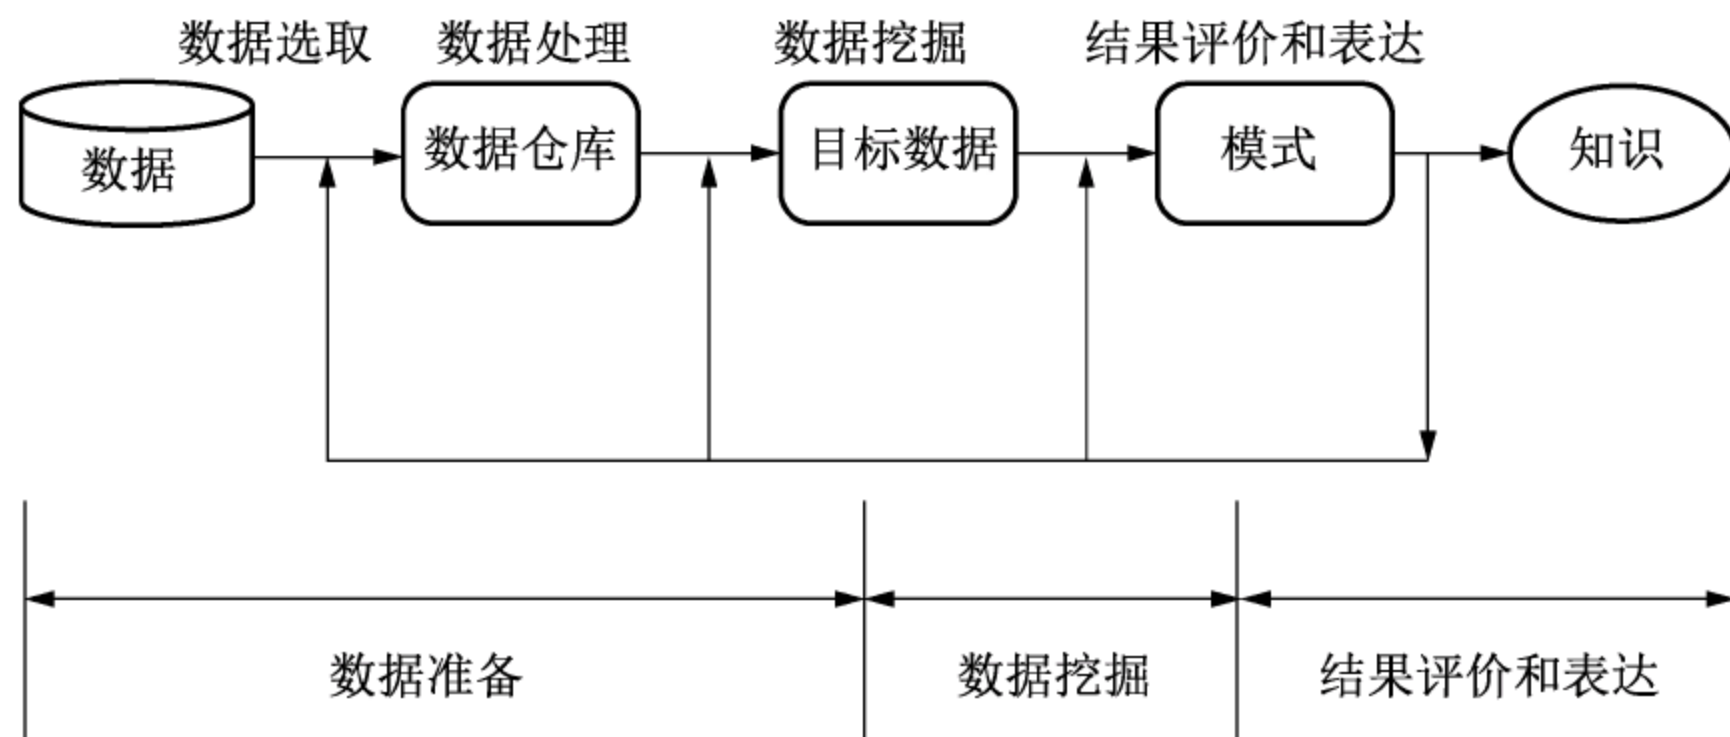 数据选取
数据处理
数据挖掘
结果评价和表达
数据
数据仓库
目标数据
模式
知识
数据准备
数据挖掘
结果评价和表达